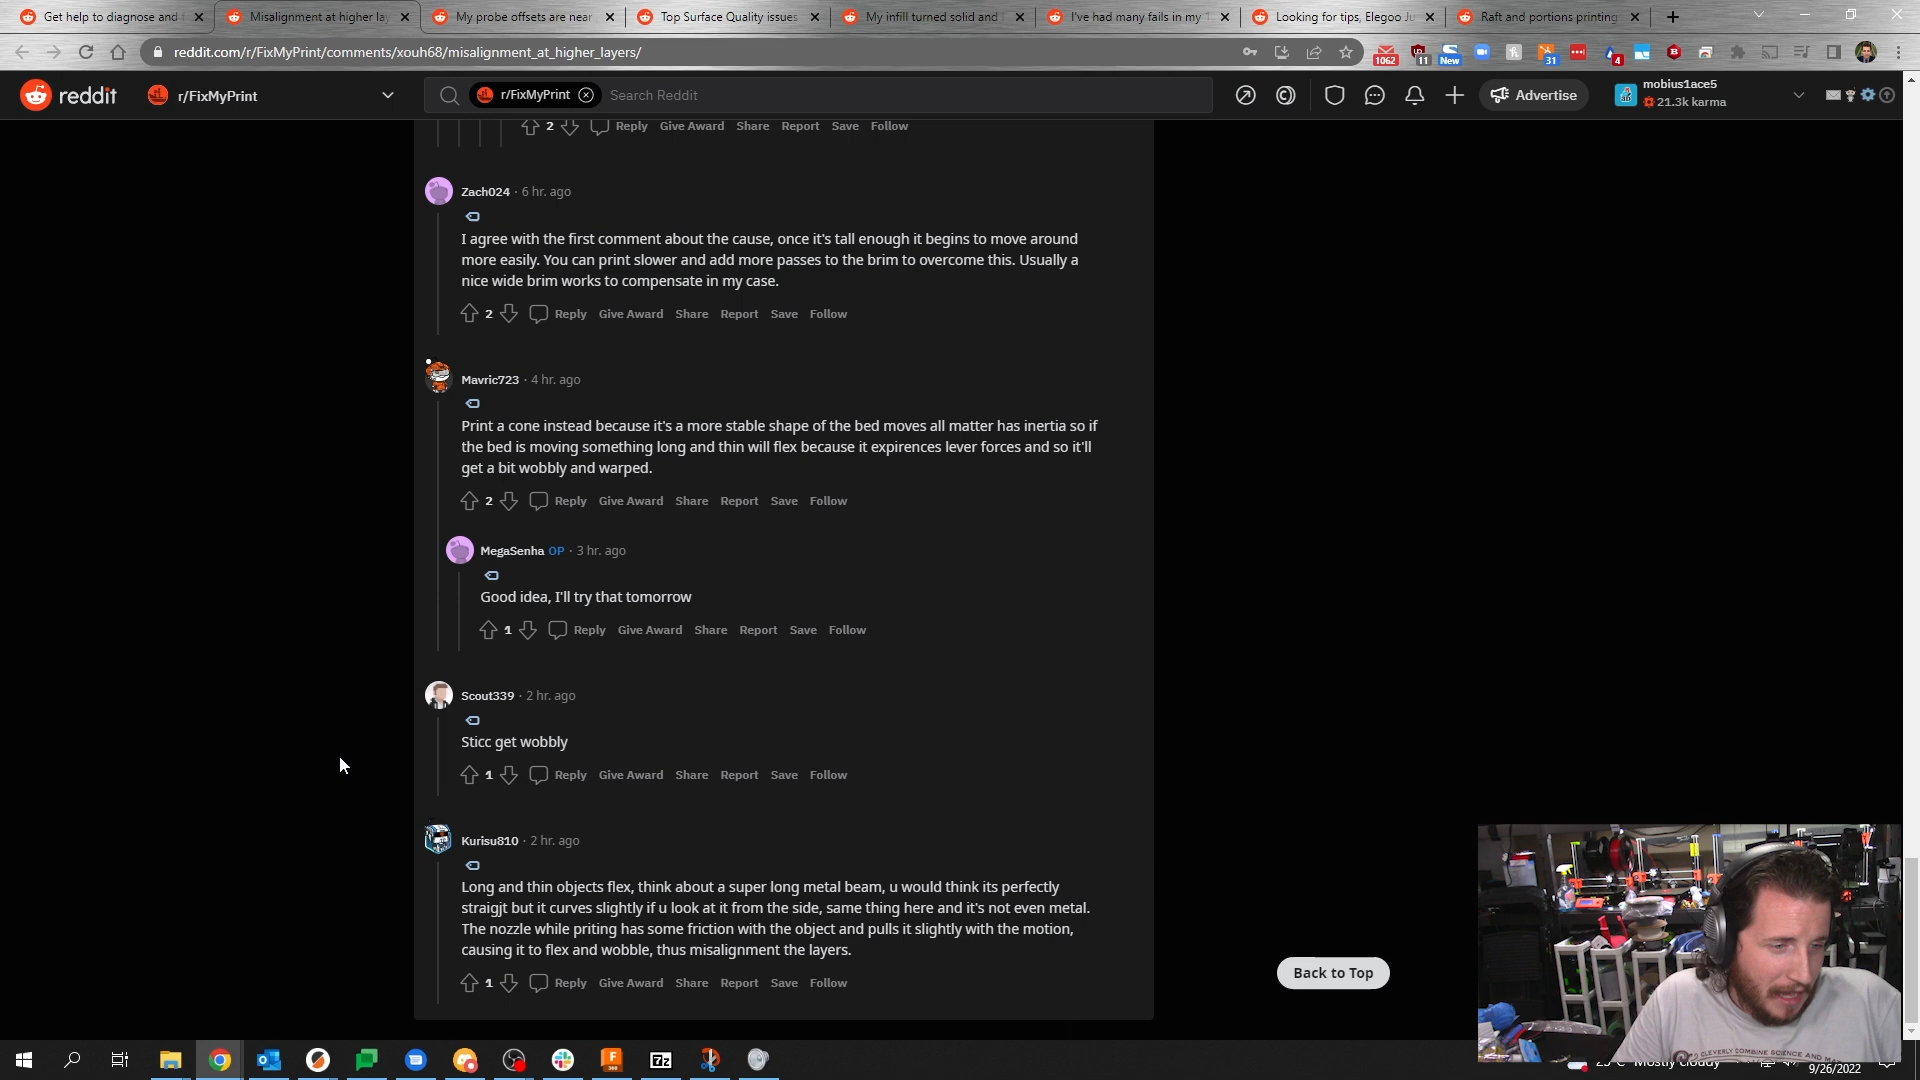 Get help to diagnose and f
Misalignment at higher lay
My probe offsets are near
Top Surface Quality issues
My infill turned solid and
I've had many fails in my 1
Looking for tips, Elegoo Ju
Raft and portions printing
reddit.com/r/FixMyPrint/comments/xouh68/misalignment_at_higher_layers/
1062
11
New
31
4
reddit
r/FixMyPrint
r/FixMyPrint
Search Reddit
Advertise
mobius1ace5
21.3k karma
2 Reply Give Award Share Report Save Follow
Zach024 · 6 hr. ago
I agree with the first comment about the cause, once it's tall enough it begins to move around
more easily. You can print slower and add more passes to the brim to overcome this. Usually a
nice wide brim works to compensate in my case.
2 Reply Give Award Share Report Save Follow
Mavric723 · 4 hr. ago
Print a cone instead because it's a more stable shape of the bed moves all matter has inertia so if
the bed is moving something long and thin will flex because it expirences lever forces and so it'll
get a bit wobbly and warped.
2 Reply Give Award Share Report Save Follow
MegaSenha OP · 3 hr. ago
Good idea, I'll try that tomorrow
1 Reply Give Award Share Report Save Follow
Scout339 · 2 hr. ago
Sticc get wobbly
1 Reply Give Award Share Report Save Follow
Kurisu810 · 2 hr. ago
Long and thin objects flex, think about a super long metal beam, u would think its perfectly
straigjt but it curves slightly if u look at it from the side, same thing here and it's not even metal.
The nozzle while priting has some friction with the object and pulls it slightly with the motion,
causing it to flex and wobble, thus misalignment the layers.
1 Reply Give Award Share Report Save Follow
Back to Top
CLEVERLY COMBINE SCIENCE AND
Mostly cloudy
9/26/2022